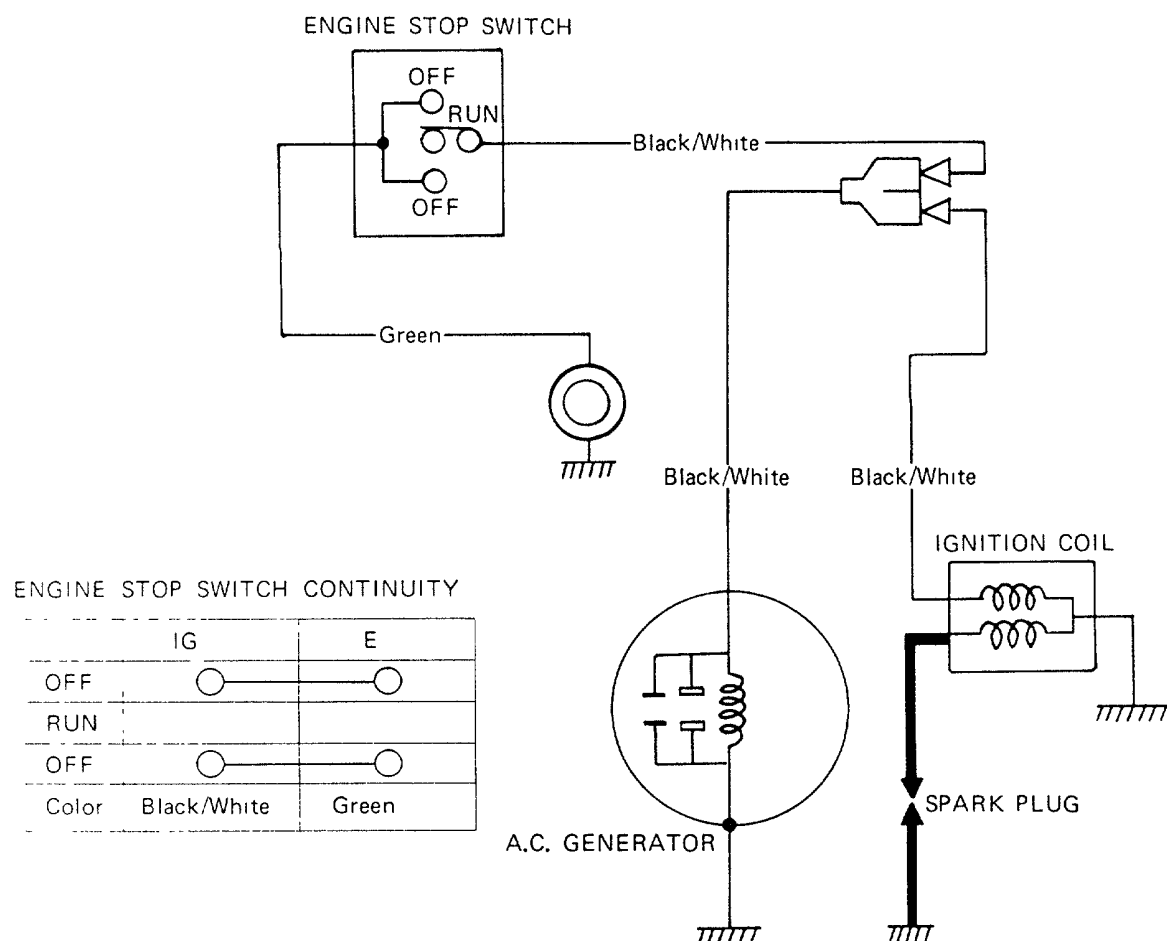 ENGINE STOP SWITCH
OFF
RUN
OFF
Black/White
Green
Black/White
Black/White
IGNITION COIL
ENGINE STOP SWITCH CONTINUITY
IG E
OFF
RUN
OFF
Color Black/White Green
SPARK PLUG
A.C. GENERATOR